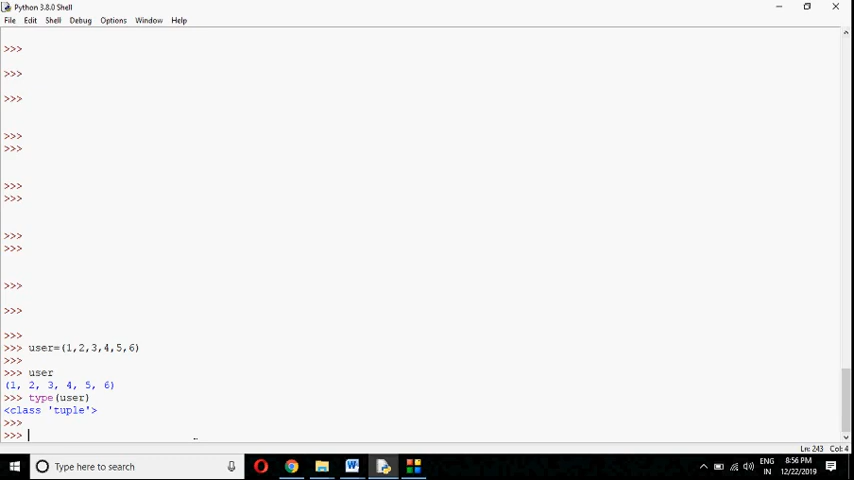 Python 3.8.0 Shell
File Edit Shell Debug Options Window Help
>>>
>>>
>>>
>>>
>>>
>>>
>>>
>>>
>>>
>>>
>>>
>>>
>>> user=(1,2,3,4,5,6)
>>>
>>> user
(1, 2, 3, 4, 5, 6)
>>> type(user)
<class 'tuple'>
>>>
>>>
Ln: 243 Col: 4
Type here to search
ENG
IN
8:56 PM
12/22/2019